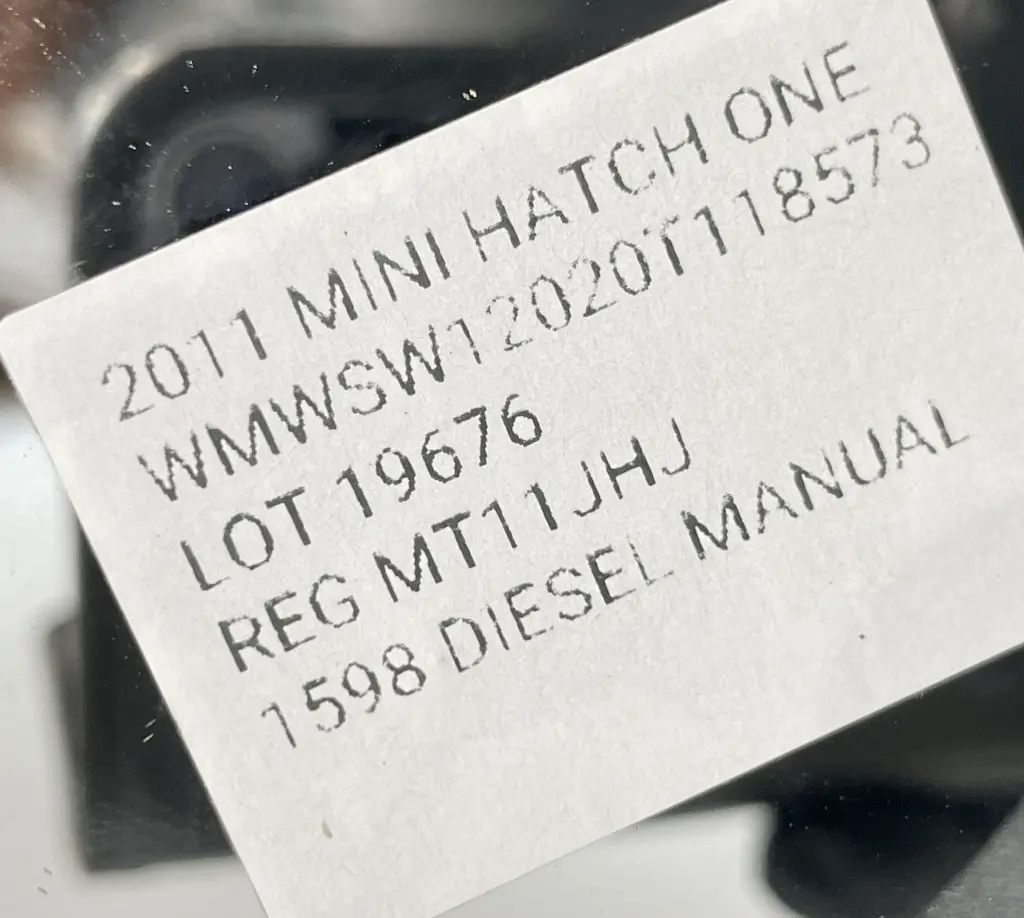 2011 MINI HATCH ONE
WMWSW12020T118573
LOT 19676
REG MT11JHJ
1598 DIESEL MANUAL